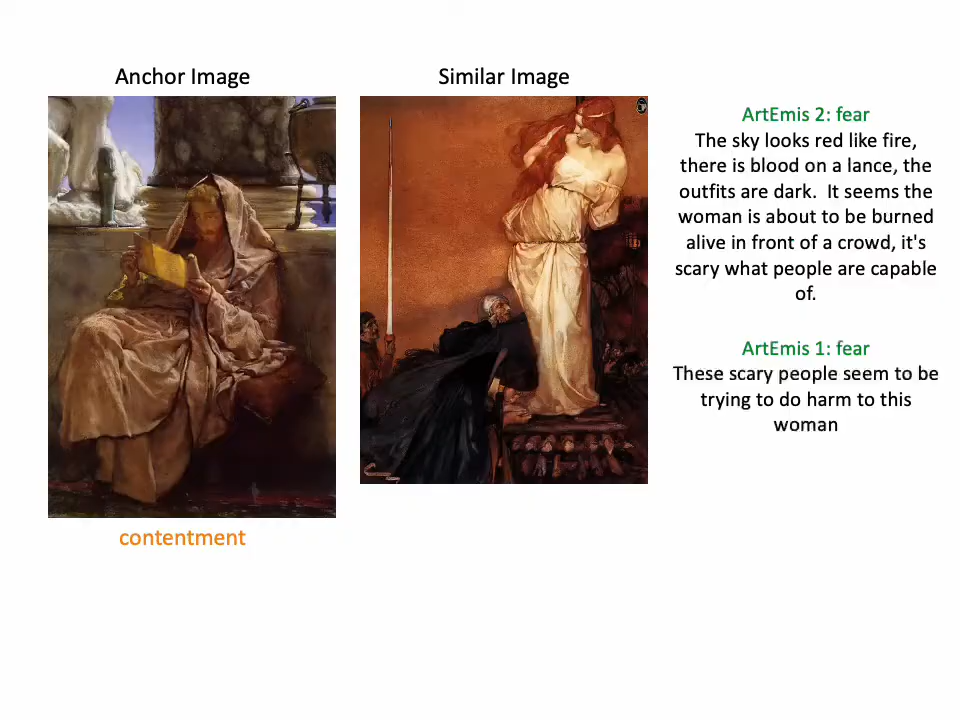 Anchor Image
Similar Image
ArtEmis 2: fear
The sky looks red like fire,
there is blood on a lance, the
outfits are dark.  It seems the
woman is about to be burned
alive in front of a crowd, it's
scary what people are capable
of.
ArtEmis 1: fear
These scary people seem to be
trying to do harm to this
woman
contentment